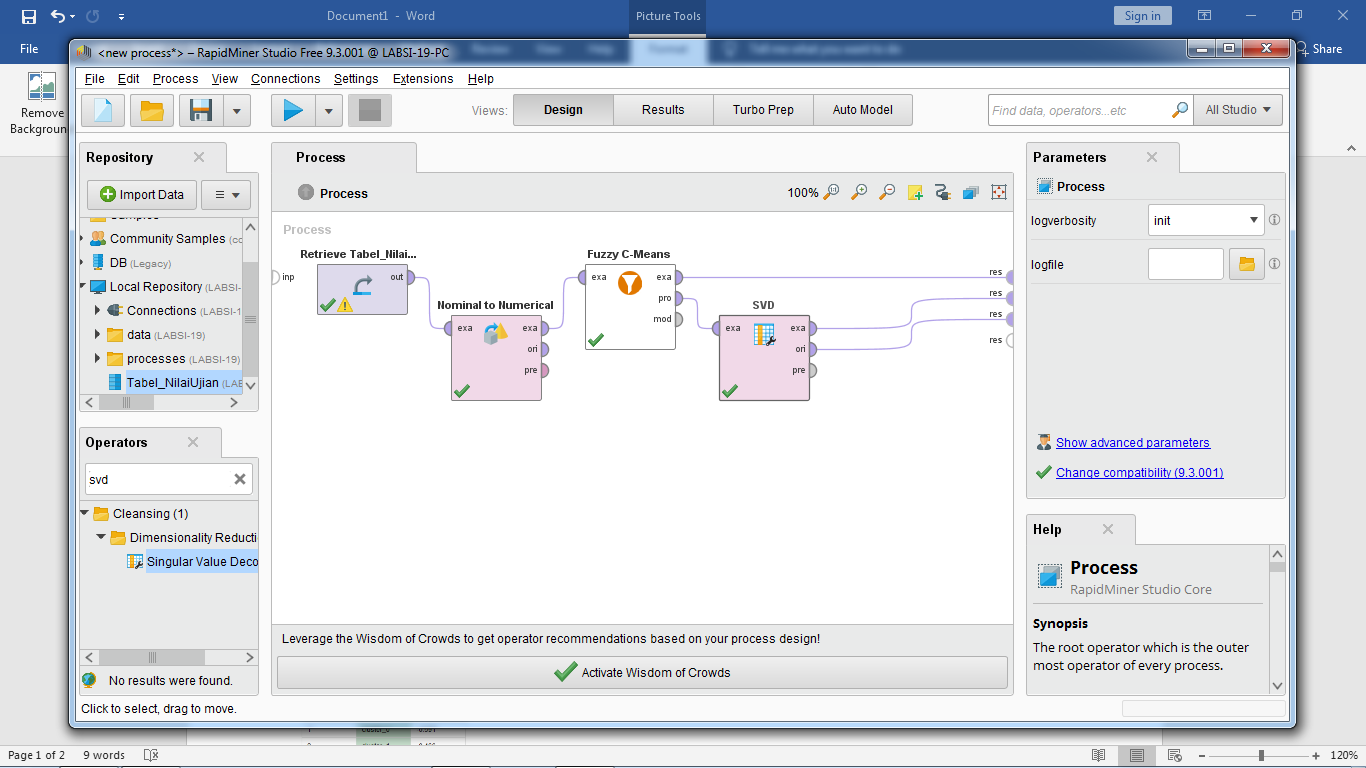 Document1 - Word
Picture Tools
Sign in
File
Share
Remove
Backgroun
<new process*> – RapidMiner Studio Free 9.3.001 @ LABSI-19-PC
File Edit Process View Connections Settings Extensions Help
Views:
Design
Results
Turbo Prep
Auto Model
Find data, operators...etc
All Studio
Repository
Import Data
Community Samples
DB (Legacy)
Local Repository (LABSI-
Connections (LABSI-1
data (LABSI-19)
processes (LABSI-19)
Tabel_NilaiUjian (LAB
Operators
svd
Cleansing (1)
Dimensionality Reducti
Singular Value Deco
No results were found.
Click to select, drag to move.
Process
Process
100%
Process
inp
Retrieve Tabel_Nilai...
out
Nominal to Numerical
exa exa
ori
pre
Fuzzy C-Means
exa exa
pro
mod
SVD
exa exa
ori
pre
res
res
res
res
Leverage the Wisdom of Crowds to get operator recommendations based on your process design!
Activate Wisdom of Crowds
Parameters
Process
logverbosity
init
logfile
Show advanced parameters
Change compatibility (9.3.001)
Help
Process
RapidMiner Studio Core
Synopsis
The root operator which is the outer
most operator of every process.
Page 1 of 2 9 words
120%